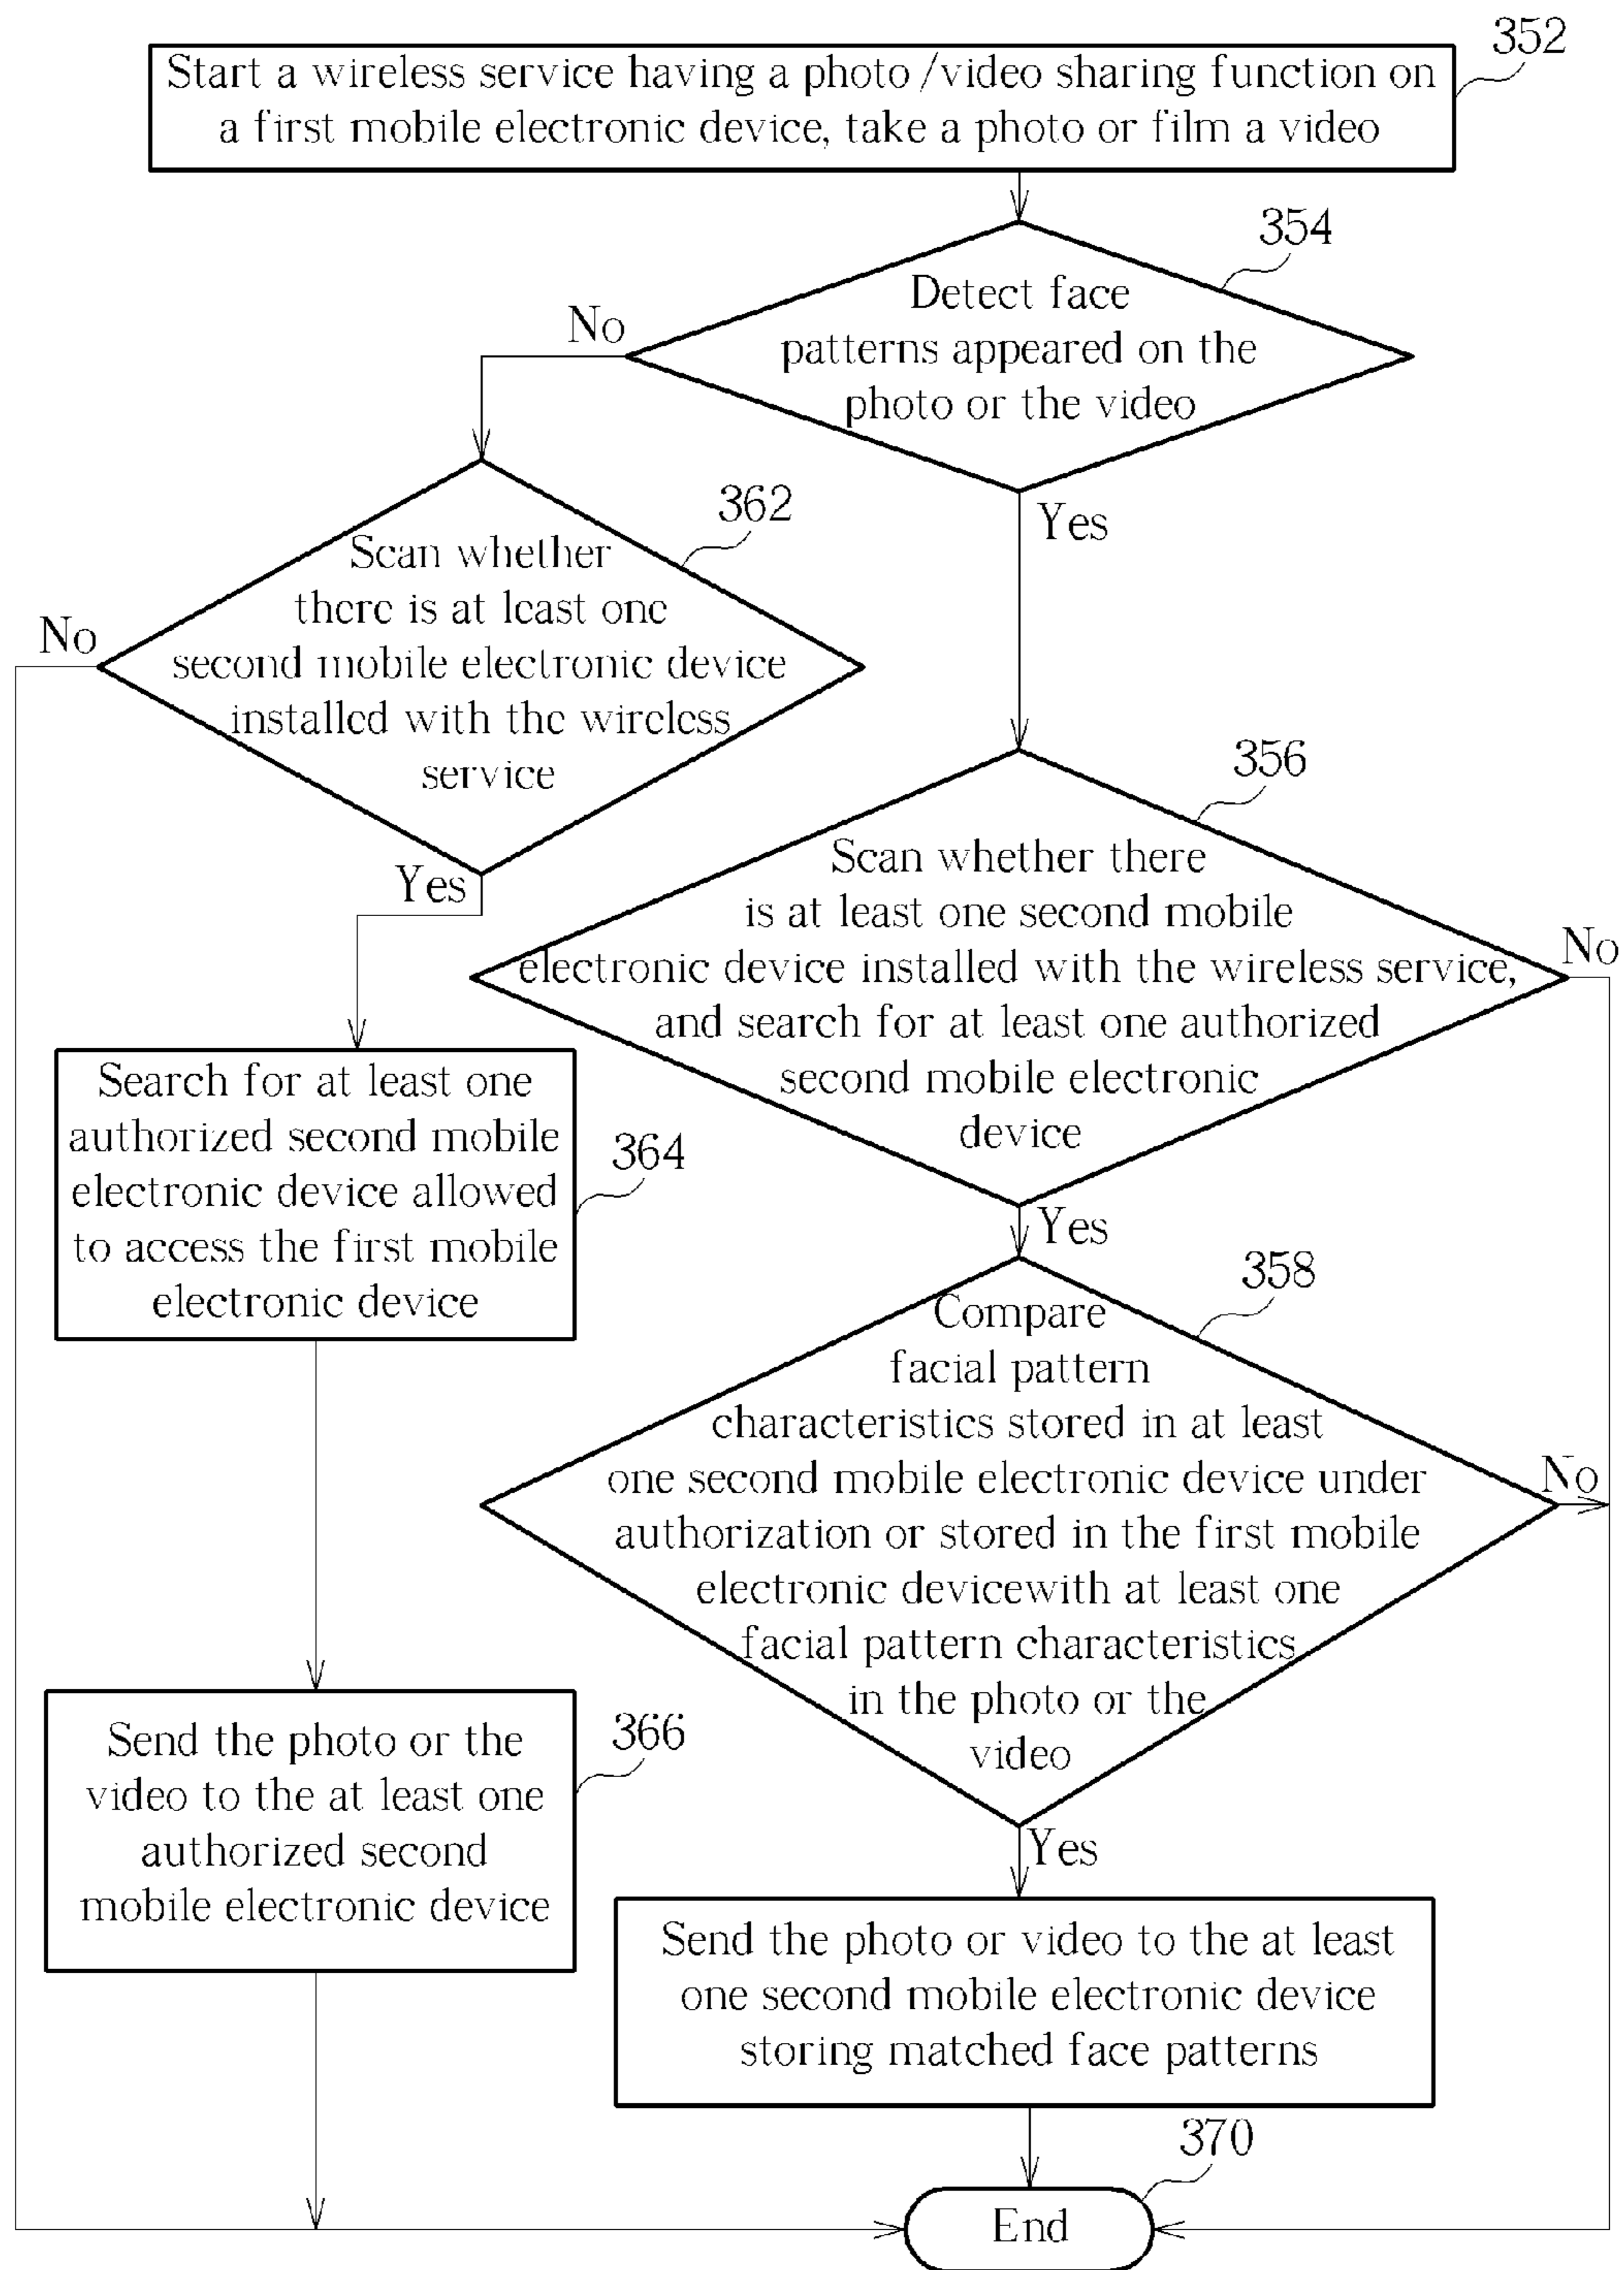 352
Start a wireless service having a photo/video sharing function on
a first mobile electronic device, take a photo or film a video
354
Detect face
patterns appeared on the
photo or the video
No
Yes
362
Scan whether
there is at least one
second mobile electronic device
installed with the wireless
service
No
Yes
356
Scan whether there
is at least one second mobile
electronic device installed with the wireless service,
and search for at least one authorized
second mobile electronic
device
No
Yes
364
Search for at least one
authorized second mobile
electronic device allowed
to access the first mobile
electronic device
358
Compare
facial pattern
characteristics stored in at least
one second mobile electronic device under
authorization or stored in the first mobile
electronic devicewith at least one
facial pattern characteristics
in the photo or the
video
No
Yes
366
Send the photo or the
video to the at least one
authorized second
mobile electronic device
Send the photo or video to the at least
one second mobile electronic device
storing matched face patterns
370
End